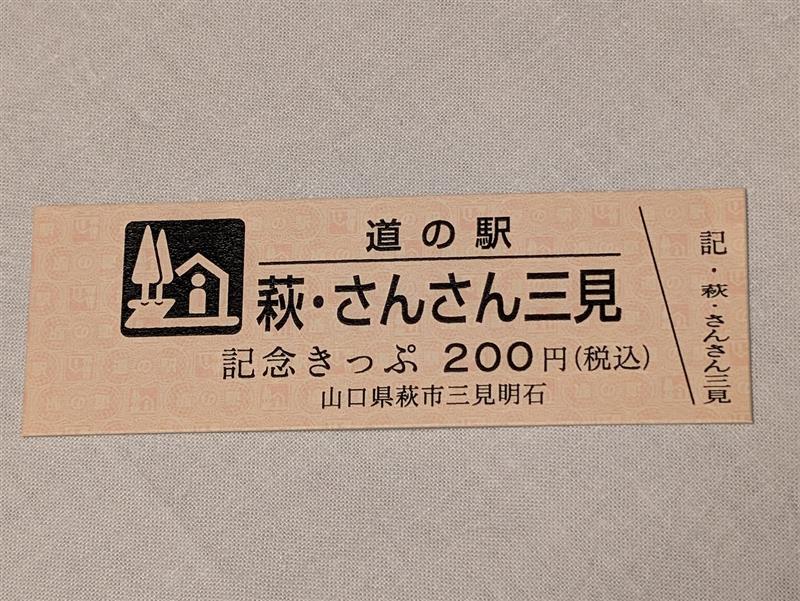 道の駅
萩・さんさん三見
記念きっぷ 200円(税込)
山口県萩市三見明石
記・萩・さんさん三見